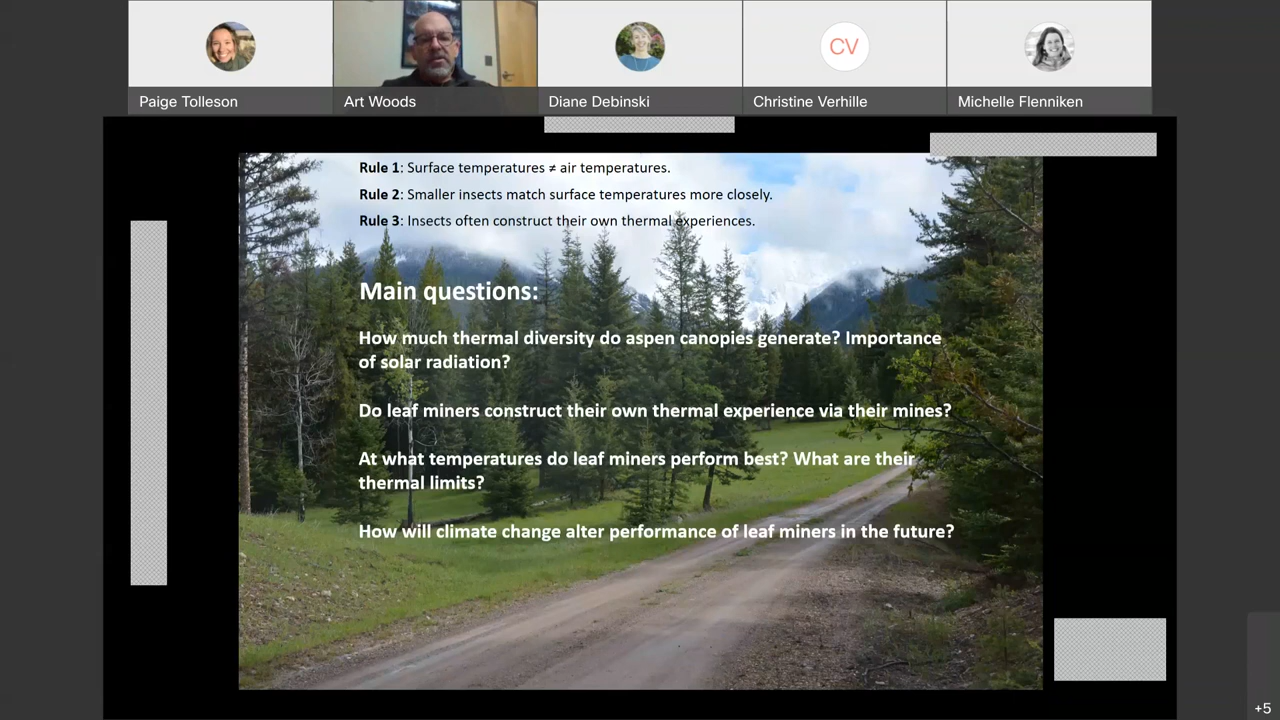 Paige Tolleson
Art Woods
Diane Debinski
CV
Christine Verhille
Michelle Flenniken
Rule 1: Surface temperatures ≠ air temperatures.
Rule 2: Smaller insects match surface temperatures more closely.
Rule 3: Insects often construct their own thermal experiences.
Main questions:
How much thermal diversity do aspen canopies generate? Importance
of solar radiation?
Do leaf miners construct their own thermal experience via their mines?
At what temperatures do leaf miners perform best? What are their
thermal limits?
How will climate change alter performance of leaf miners in the future?
+5